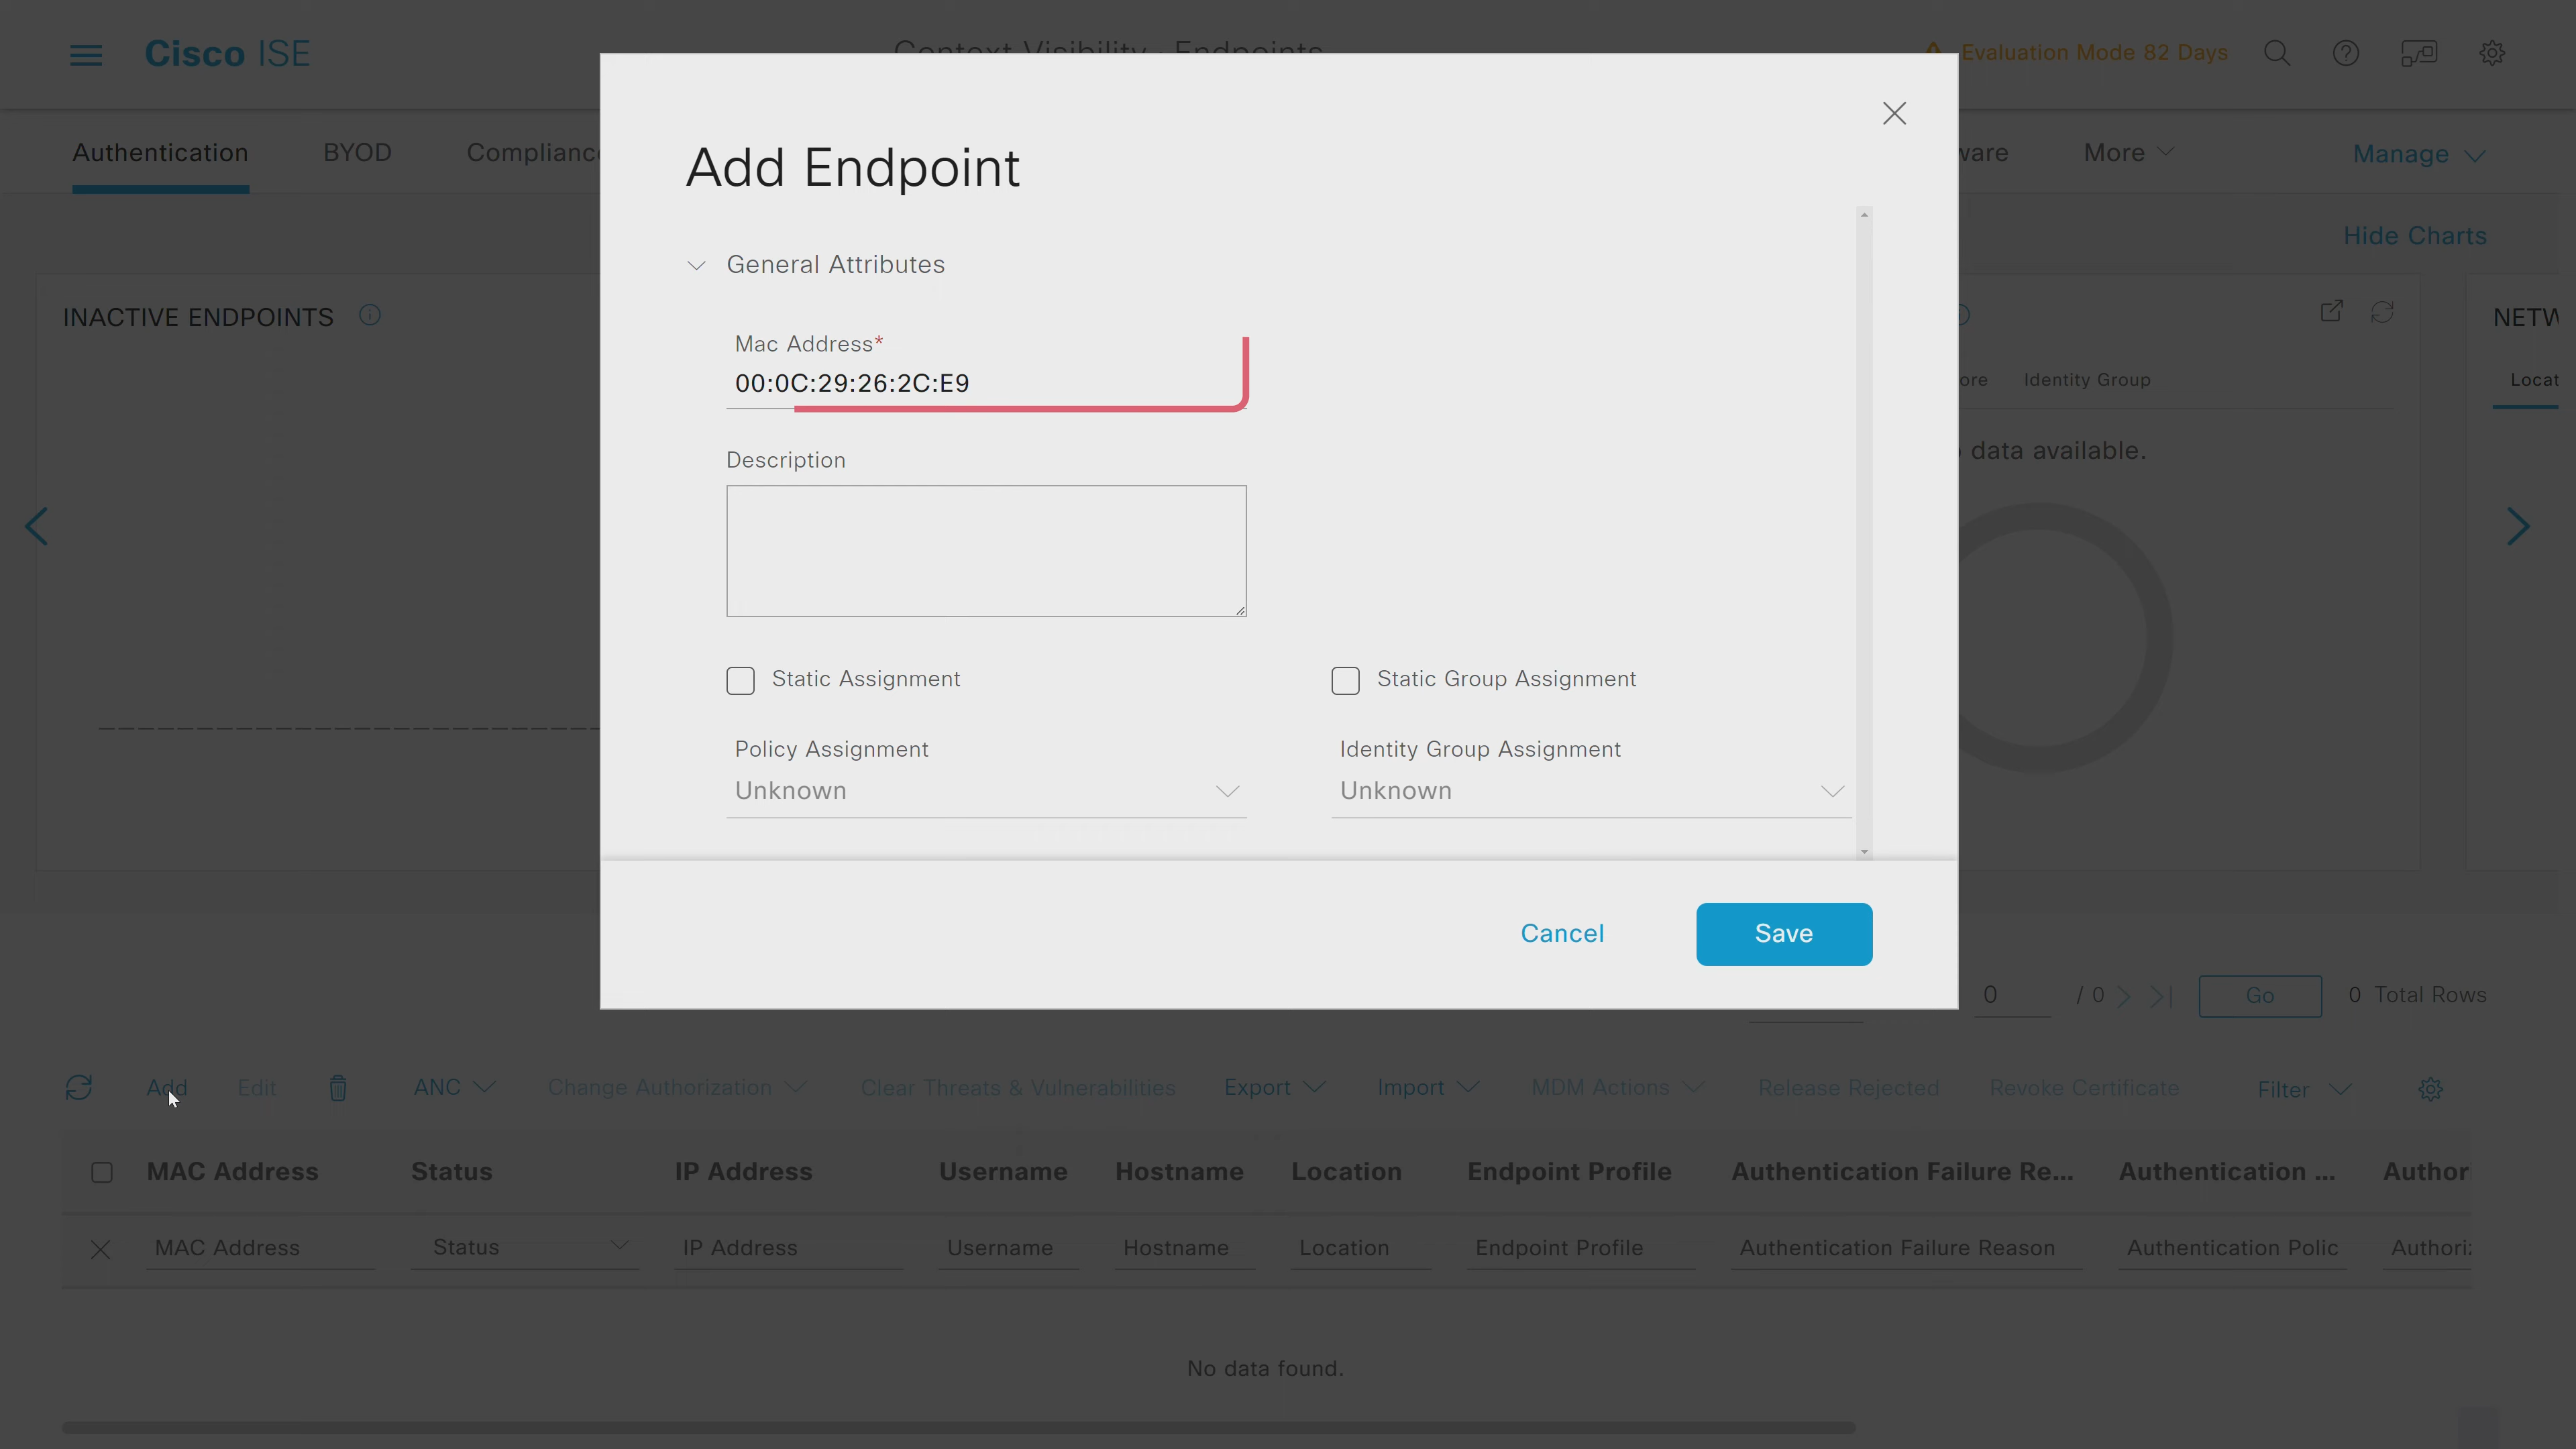 Cisco ISE
Context Visibility · Endpoints
Evaluation Mode 82 Days
Authentication BYOD Compliance
ware More Manage
Hide Charts
INACTIVE ENDPOINTS
NETW
ore Identity Group
Locat
data available.
Add Endpoint
General Attributes
Mac Address*
00:0C:29:26:2C:E9
Description
Static Assignment Static Group Assignment
Policy Assignment Identity Group Assignment
Unknown Unknown
Cancel Save
0 / 0 Go 0 Total Rows
Add Edit ANC Change Authorization Clear Threats & Vulnerabilities Export Import MDM Actions Release Rejected Revoke Certificate Filter
MAC Address Status IP Address Username Hostname Location Endpoint Profile Authentication Failure Re... Authentication ... Author
MAC Address Status IP Address Username Hostname Location Endpoint Profile Authentication Failure Reason Authentication Polic Authoriz
No data found.